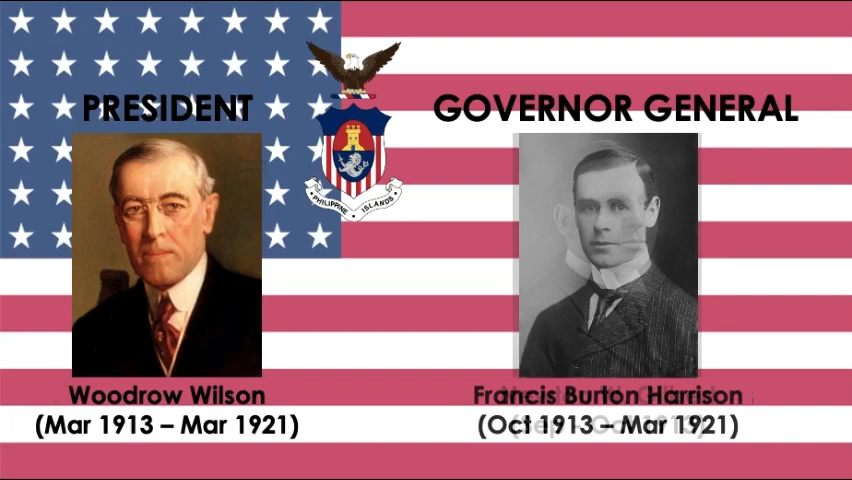 PRESIDENT
GOVERNOR GENERAL
PHILIPPINE ISLANDS
Woodrow Wilson
(Mar 1913 – Mar 1921)
Francis Burton Harrison
(Oct 1913 – Mar 1921)